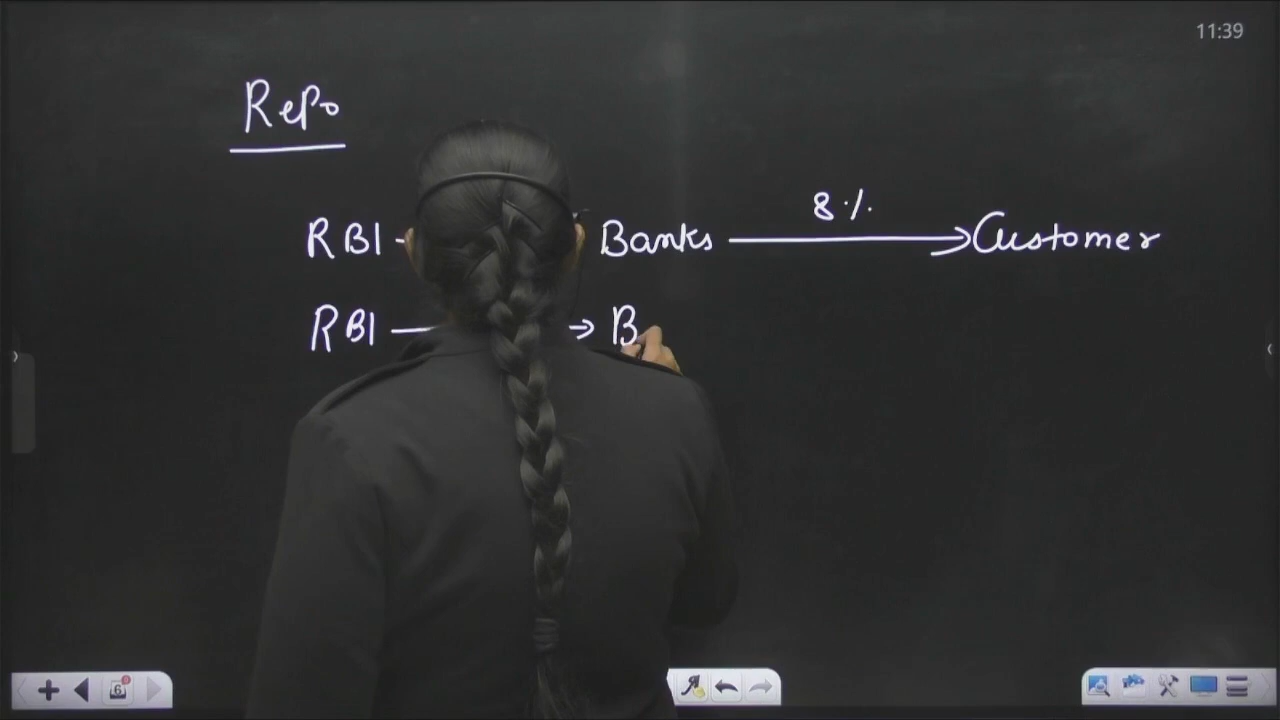 11:39
Repo
RBI - Banks → 8% Customer
RBI → B
6